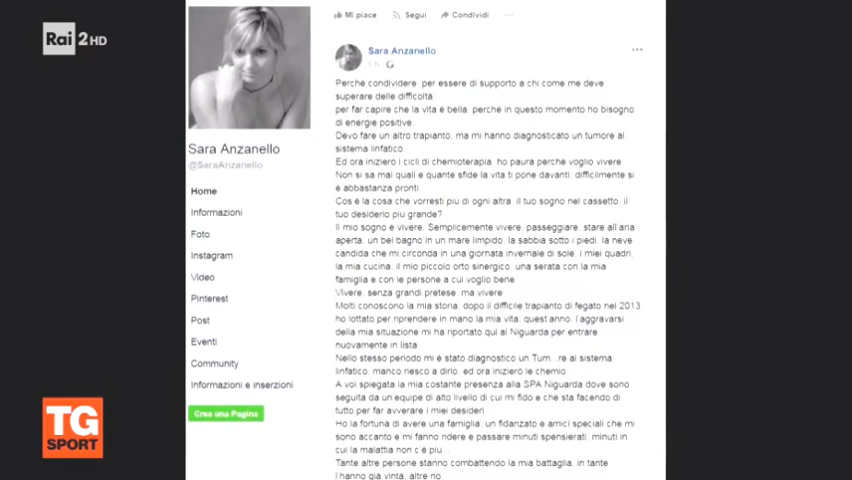 Rai 2 HD
Mi piace Segui Condividi ...
Sara Anzanello
5 h
Perché condividere. per essere di supporto a chi come me deve
superare delle difficoltà
per far capire che la vita è bella. perché in questo momento ho bisogno
di energie positive.
Devo fare un altro trapianto, ma mi hanno diagnosticato un tumore al
sistema linfatico
Ed ora inizierò i cicli di chemioterapia. ho paura perché voglio vivere
Non si sa mai quali e quante sfide la vita ti pone davanti, difficilmente si
è abbastanza pronti
Cos è la cosa che vorresti più di ogni altra, il tuo sogno nel cassetto, il
tuo desiderio più grande?
Il mio sogno è vivere. Semplicemente vivere, passeggiare, stare all'aria
aperta, un bel bagno in un mare limpido, la sabbia sotto i piedi, la neve
candida che mi circonda in una giornata invernale di sole, i miei quadri,
la mia cucina, il mio piccolo orto sinergico, una serata con la mia
famiglia e con le persone a cui voglio bene
Vivere, senza grandi pretese, ma vivere
Molti conoscono la mia storia, dopo il difficile trapianto di fegato nel 2013
ho lottato per riprendere in mano la mia vita, quest'anno, l'aggravarsi
della mia situazione mi ha riportato qui al Niguarda per entrare
nuovamente in lista
Nello stesso periodo mi è stato diagnostico un Tum...re al sistema
linfatico, manco riesco a dirlo, ed ora inizierò le chemio
A voi spiegata la mia costante presenza alla SPA Niguarda dove sono
seguita da un equipe di alto livello di cui mi fido e che sta facendo di
tutto per far avverare i miei desideri
Ho la fortuna di avere una famiglia, un fidanzato e amici speciali che mi
sono accanto e mi fanno ridere e passare minuti spensierati, minuti in
cui la malattia non c è più...
Tante altre persone stanno combattendo la mia battaglia, in tante
l'hanno già vinta, altre no
Sara Anzanello
@SaraAnzanello
Home
Informazioni
Foto
Instagram
Video
Pinterest
Post
Eventi
Community
Informazioni e inserzioni
Crea una Pagina
TG
SPORT